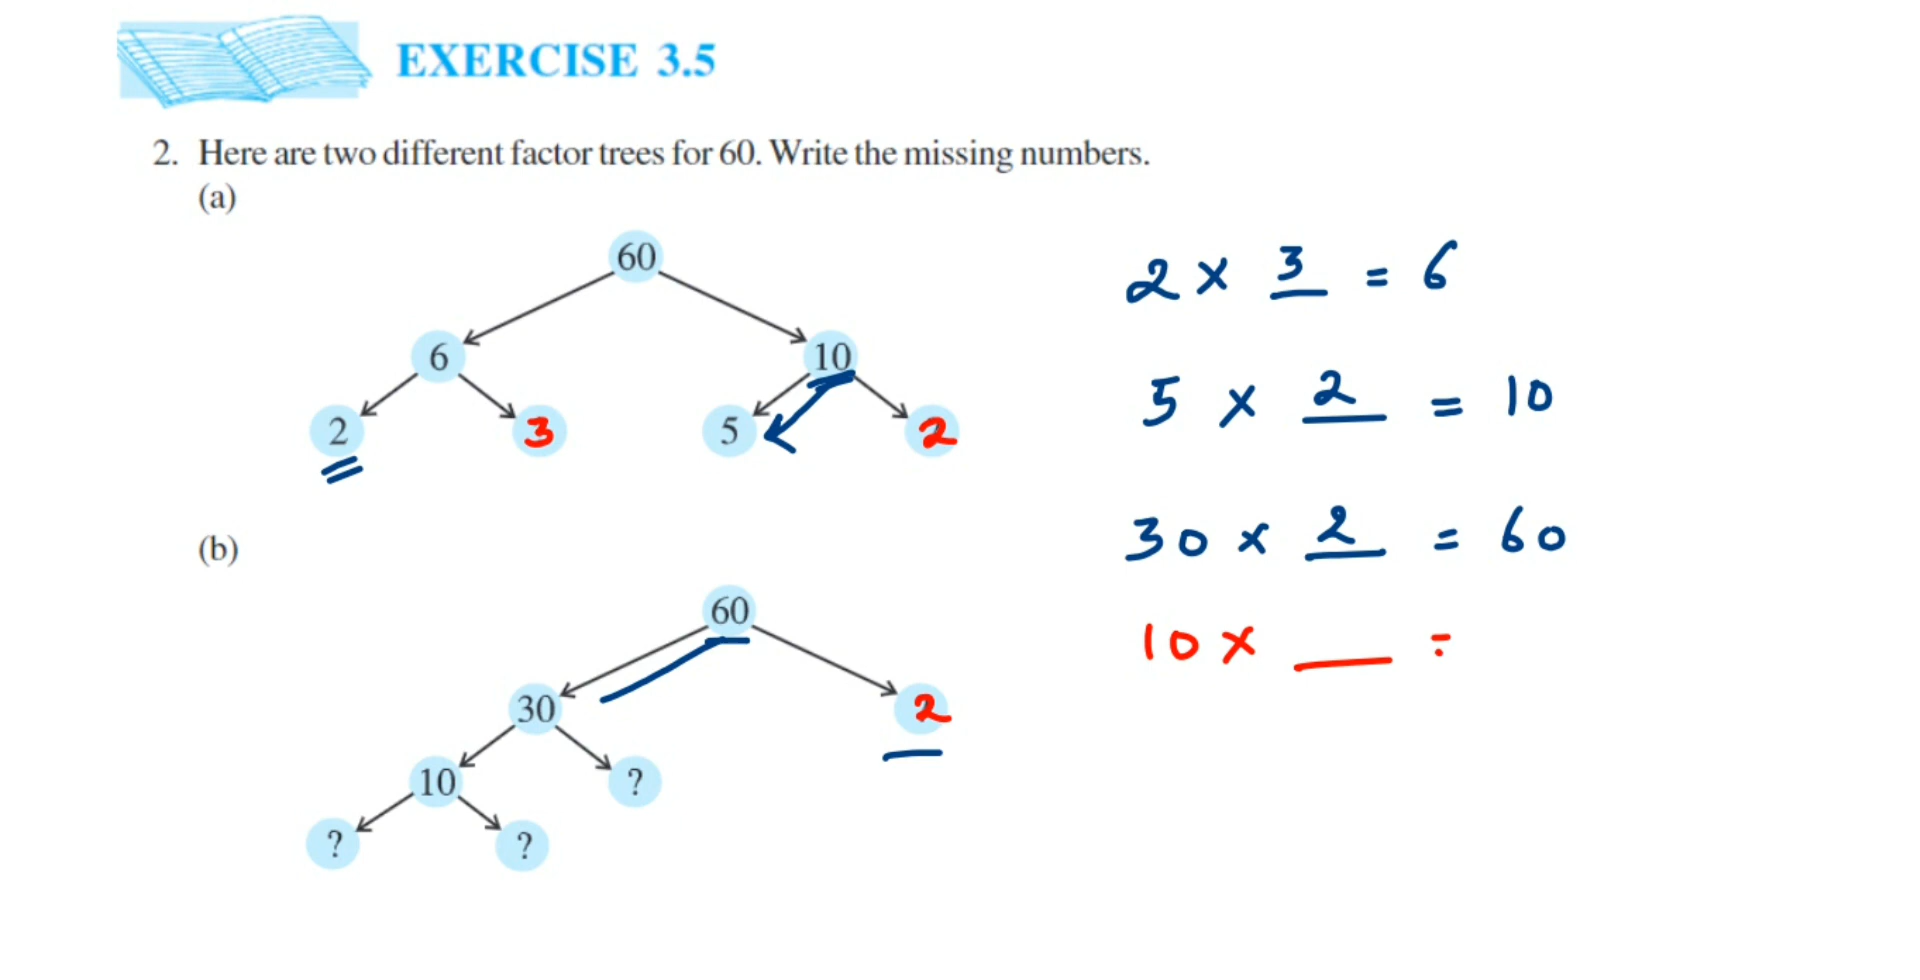 EXERCISE 3.5
2. Here are two different factor trees for 60. Write the missing numbers.
(a)
60
6 10
2 3 5 2
2 × 3 = 6
5 × 2 = 10
30 × 2 = 60
10 × __ =
(b)
60
30 2
10 ?
? ?